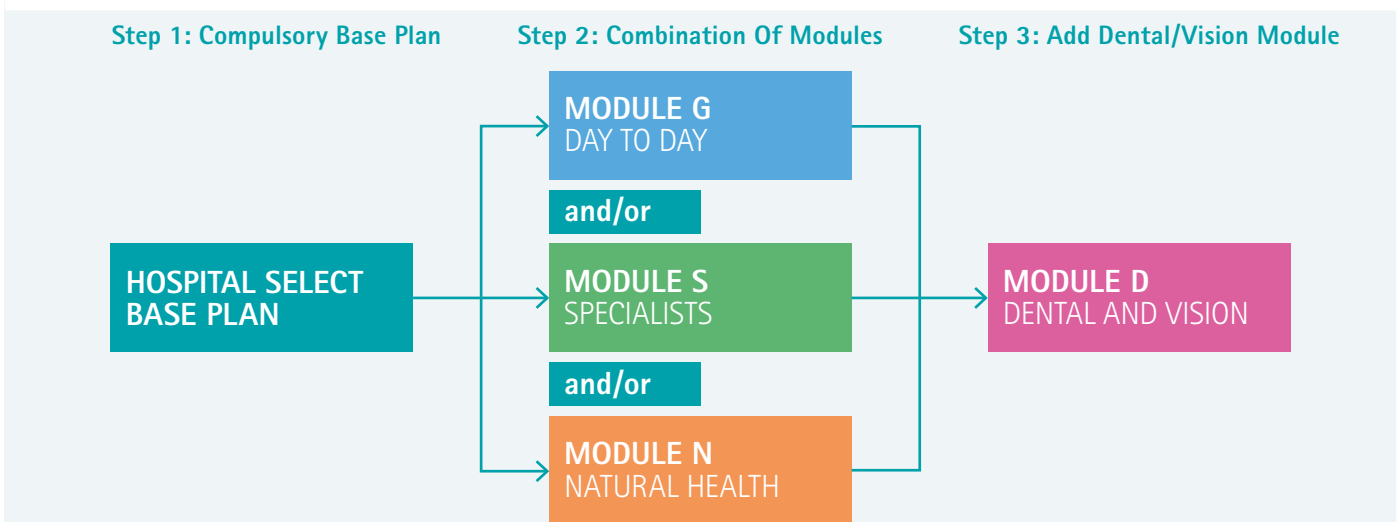 Step 1: Compulsory Base Plan
Step 2: Combination Of Modules
Step 3: Add Dental/Vision Module
MODULE G
DAY TO DAY
and/or
HOSPITAL SELECT
BASE PLAN
MODULE S
SPECIALISTS
MODULE D
DENTAL AND VISION
and/or
MODULE N
NATURAL HEALTH